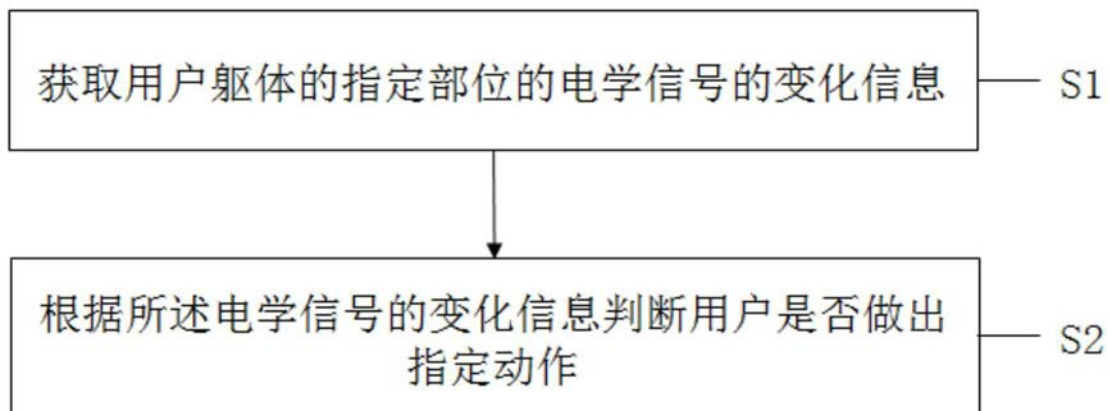 获取用户躯体的指定部位的电学信号的变化信息
S1
根据所述电学信号的变化信息判断用户是否做出
指定动作
S2